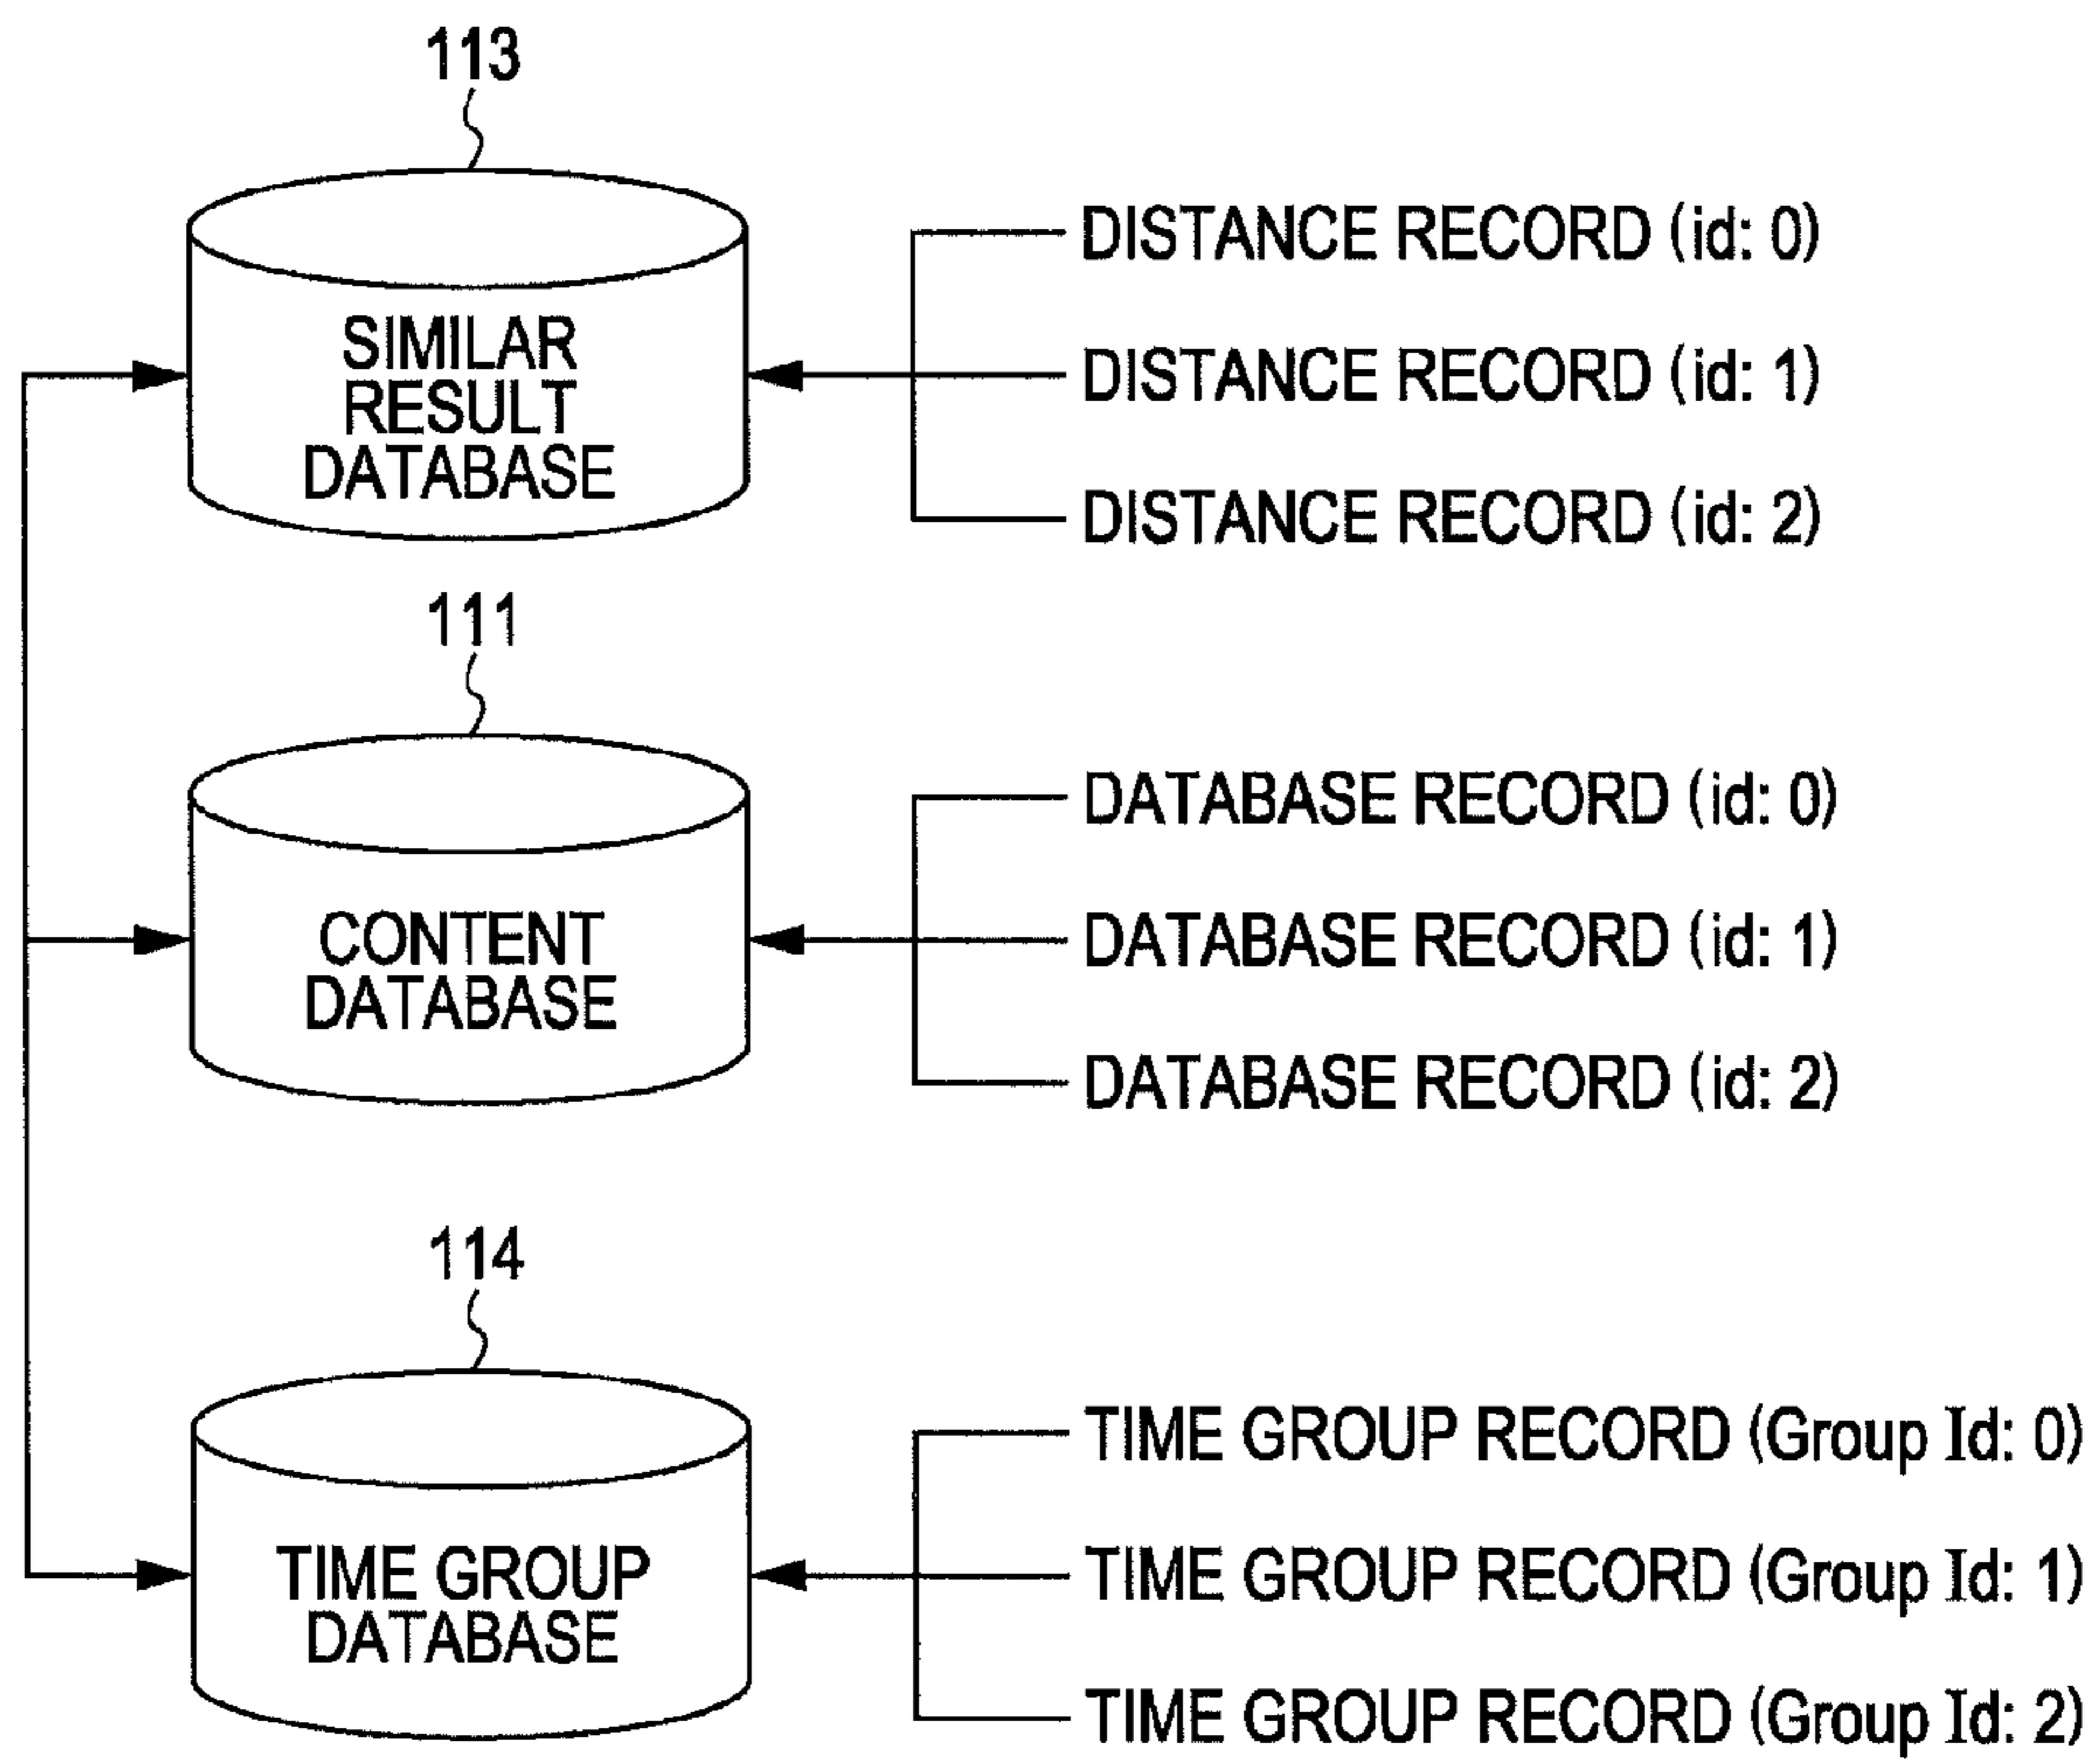 113
SIMILAR
RESULT
DATABASE
DISTANCE RECORD (id: 0)
DISTANCE RECORD (id: 1)
DISTANCE RECORD (id: 2)
111
CONTENT
DATABASE
DATABASE RECORD (id: 0)
DATABASE RECORD (id: 1)
DATABASE RECORD (id: 2)
114
TIME GROUP
DATABASE
TIME GROUP RECORD (Group Id: 0)
TIME GROUP RECORD (Group Id: 1)
TIME GROUP RECORD (Group Id: 2)